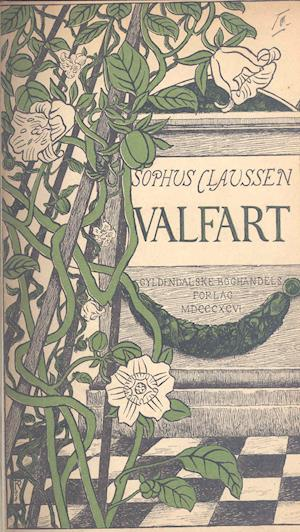 SOPHUS CLAUSSEN
VALFART
GYLDENDALSKE BOGHANDELS
FORLAG
MDCCCXCVI